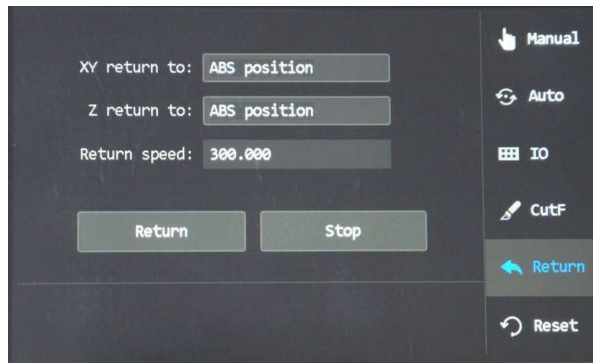 XY return to: ABS position
Z return to: ABS position
Return speed: 300.000
Return Stop
Manual
Auto
IO
CutF
Return
Reset